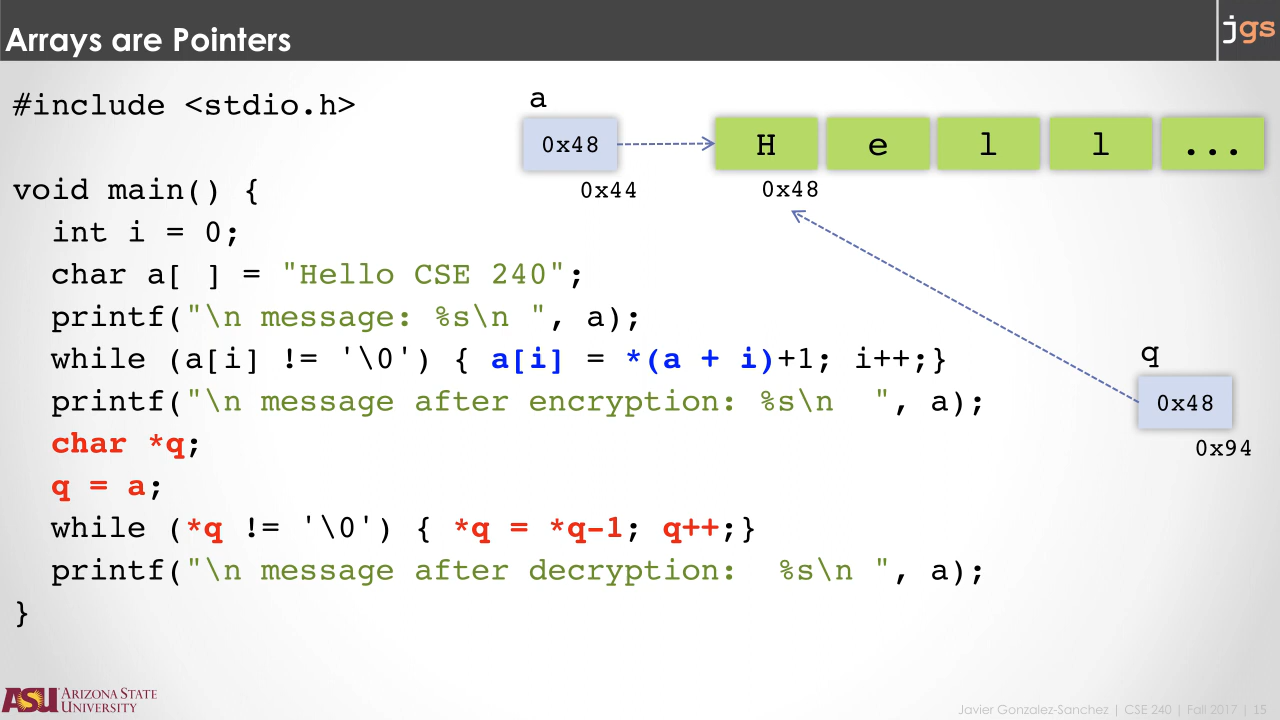 Arrays are Pointers
jgs
#include <stdio.h>
void main() {
int i = 0;
char a[ ] = "Hello CSE 240";
printf("\n message: %s\n ", a);
while (a[i] != '\0') { a[i] = *(a + i)+1; i++;}
printf("\n message after encryption: %s\n  ", a);
char *q;
q = a;
while (*q != '\0') { *q = *q-1; q++;}
printf("\n message after decryption:  %s\n ", a);
}
a
0x48 H e l l ...
0x44 0x48
q
0x48
0x94
ASU ARIZONA STATE
UNIVERSITY
Javier Gonzalez-Sanchez | CSE 240 | Fall 2017 | 15